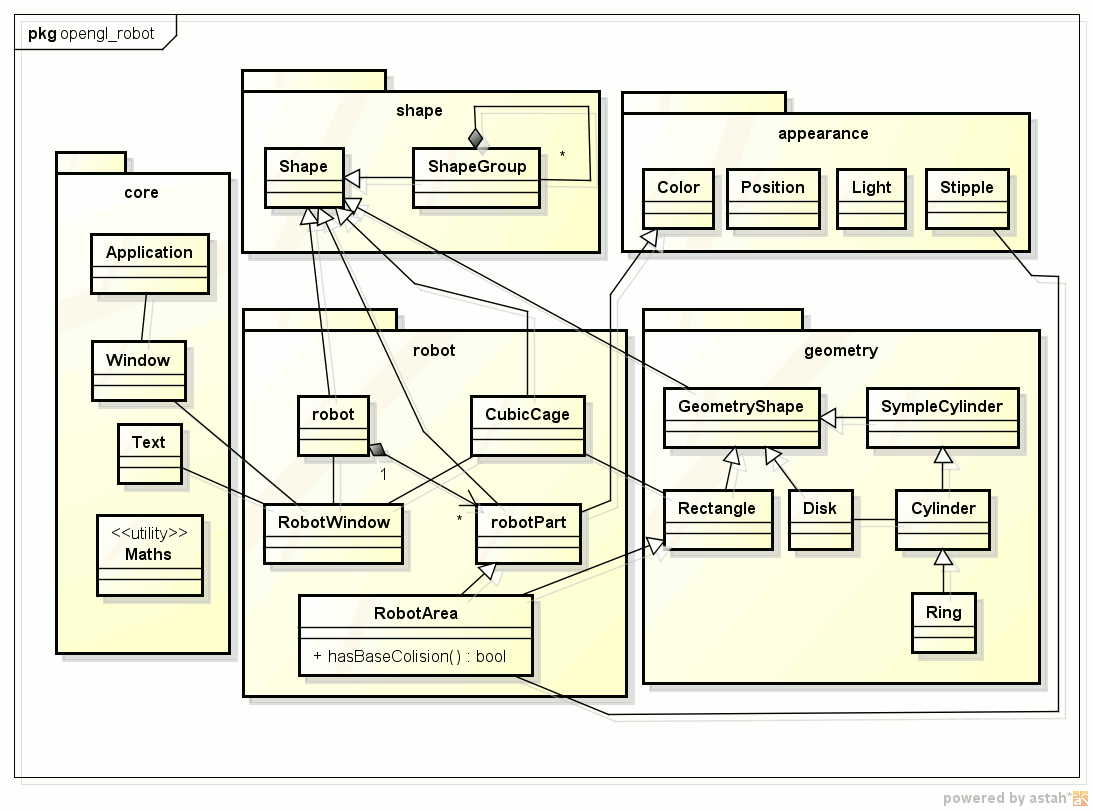 pkg opengl_robot
shape
Shape
ShapeGroup
*
appearance
Color
Position
Light
Stipple
core
Application
Window
Text
<<utility>>
Maths
robot
robot
CubicCage
1
*
RobotWindow
robotPart
RobotArea
+ hasBaseColision() : bool
geometry
GeometryShape
SympleCylinder
Rectangle
Disk
Cylinder
Ring
powered by astah*